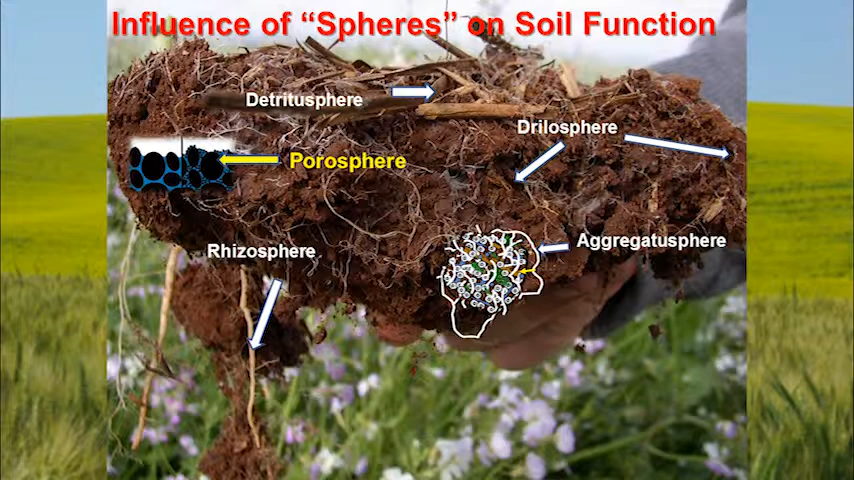 Influence of “Spheres” on Soil Function
Detritusphere
Drilosphere
Porosphere
Aggregatusphere
Rhizosphere